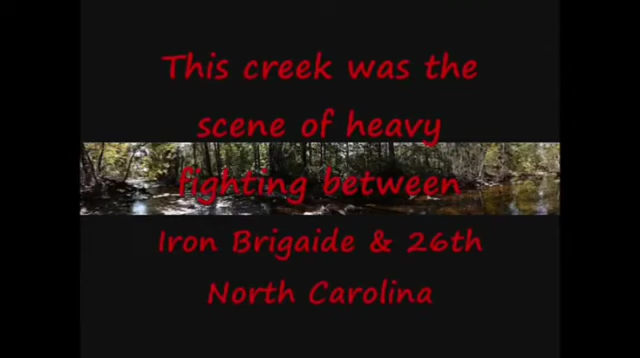 This creek was the
scene of heavy
fighting between
Iron Brigaide & 26th
North Carolina